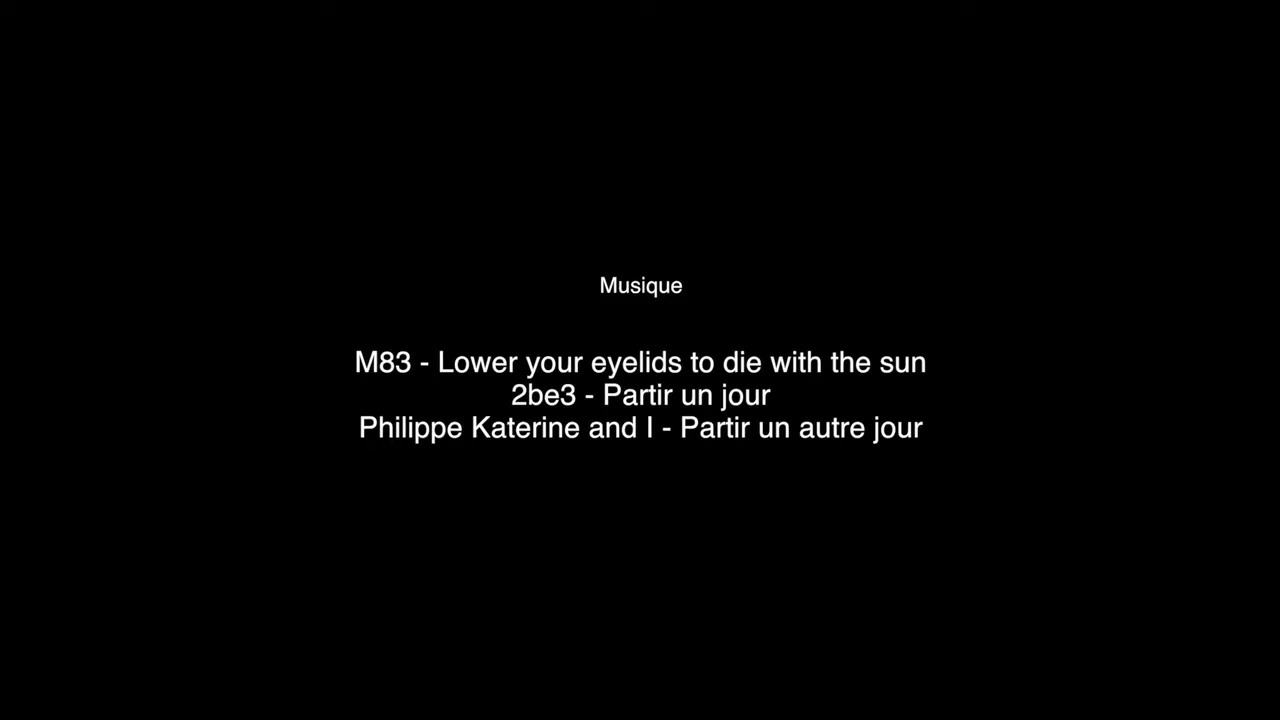 Musique
M83 - Lower your eyelids to die with the sun
2be3 - Partir un jour
Philippe Katerine and I - Partir un autre jour